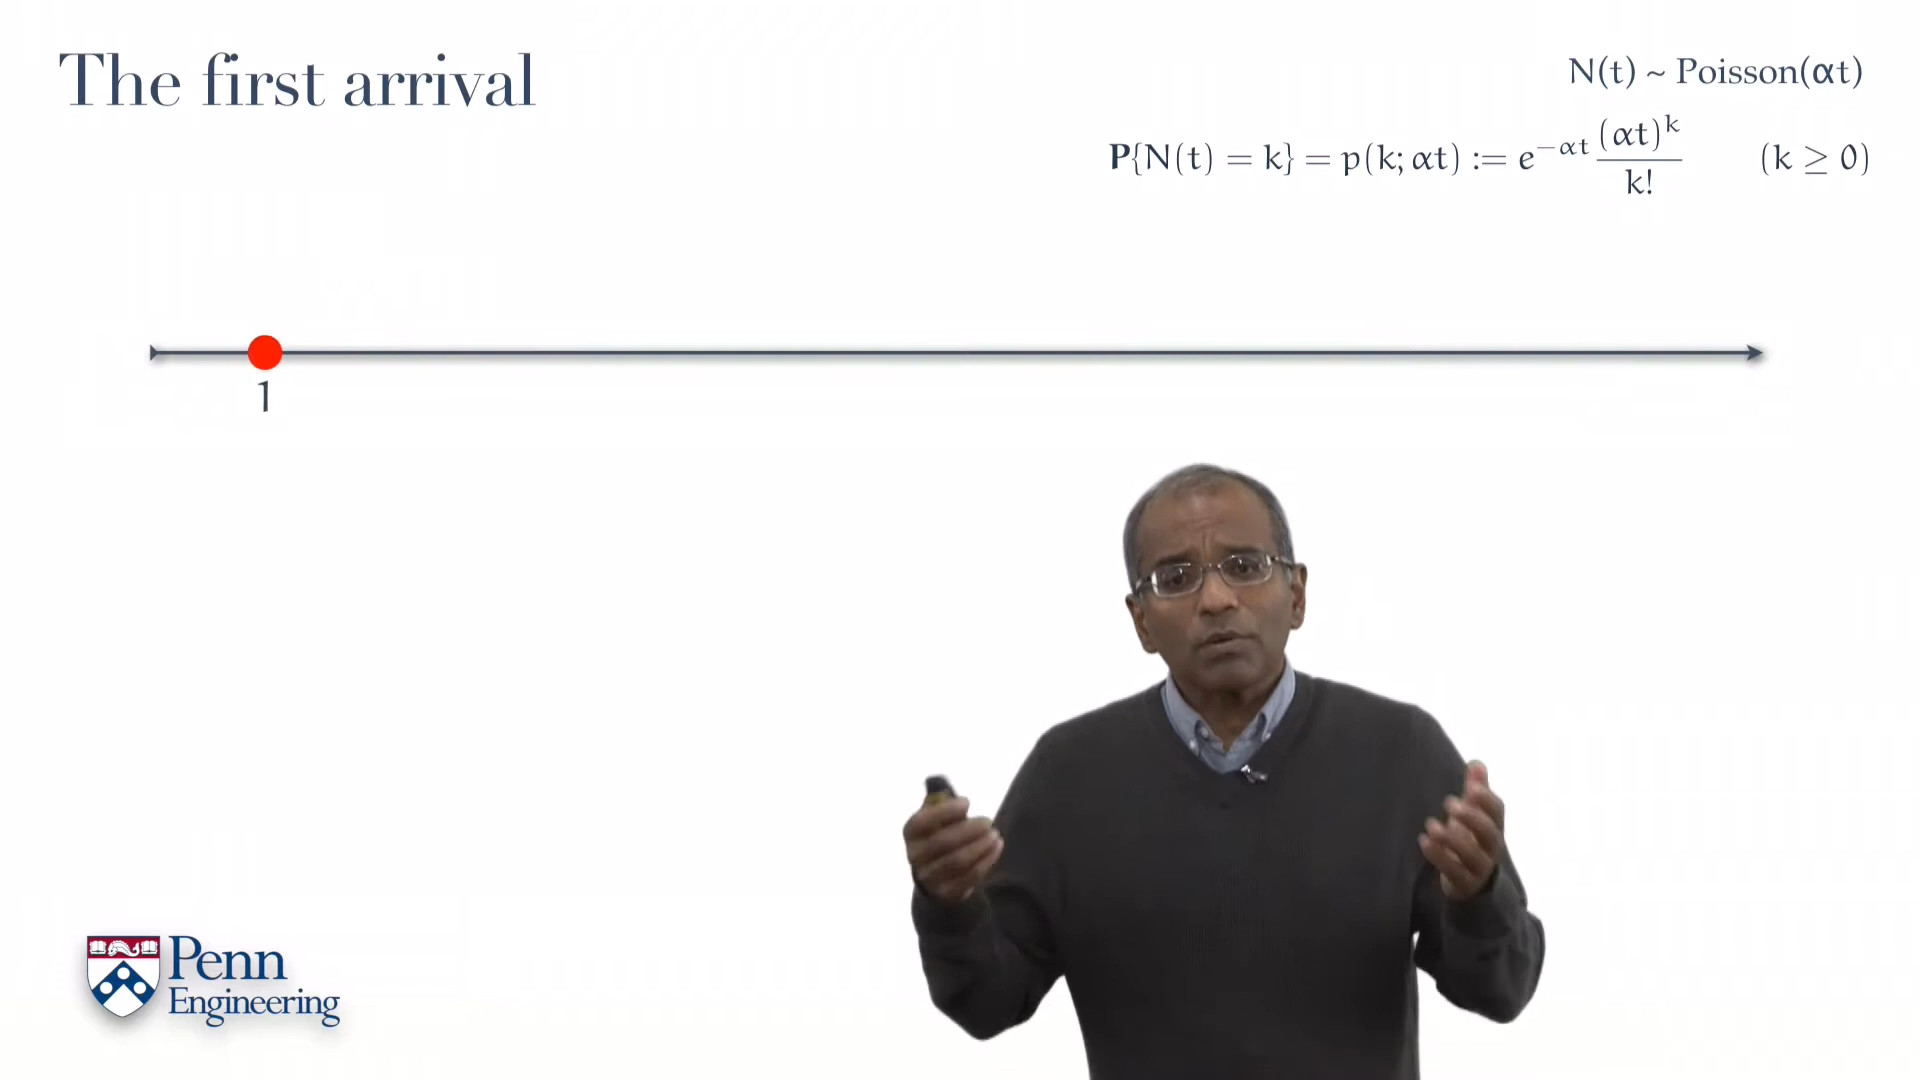 The first arrival
N(t) ~ Poisson(αt)
P{N(t) = k} = p(k; αt) := e^{−αt} (αt)^k / k! (k ≥ 0)
1
Penn
Engineering